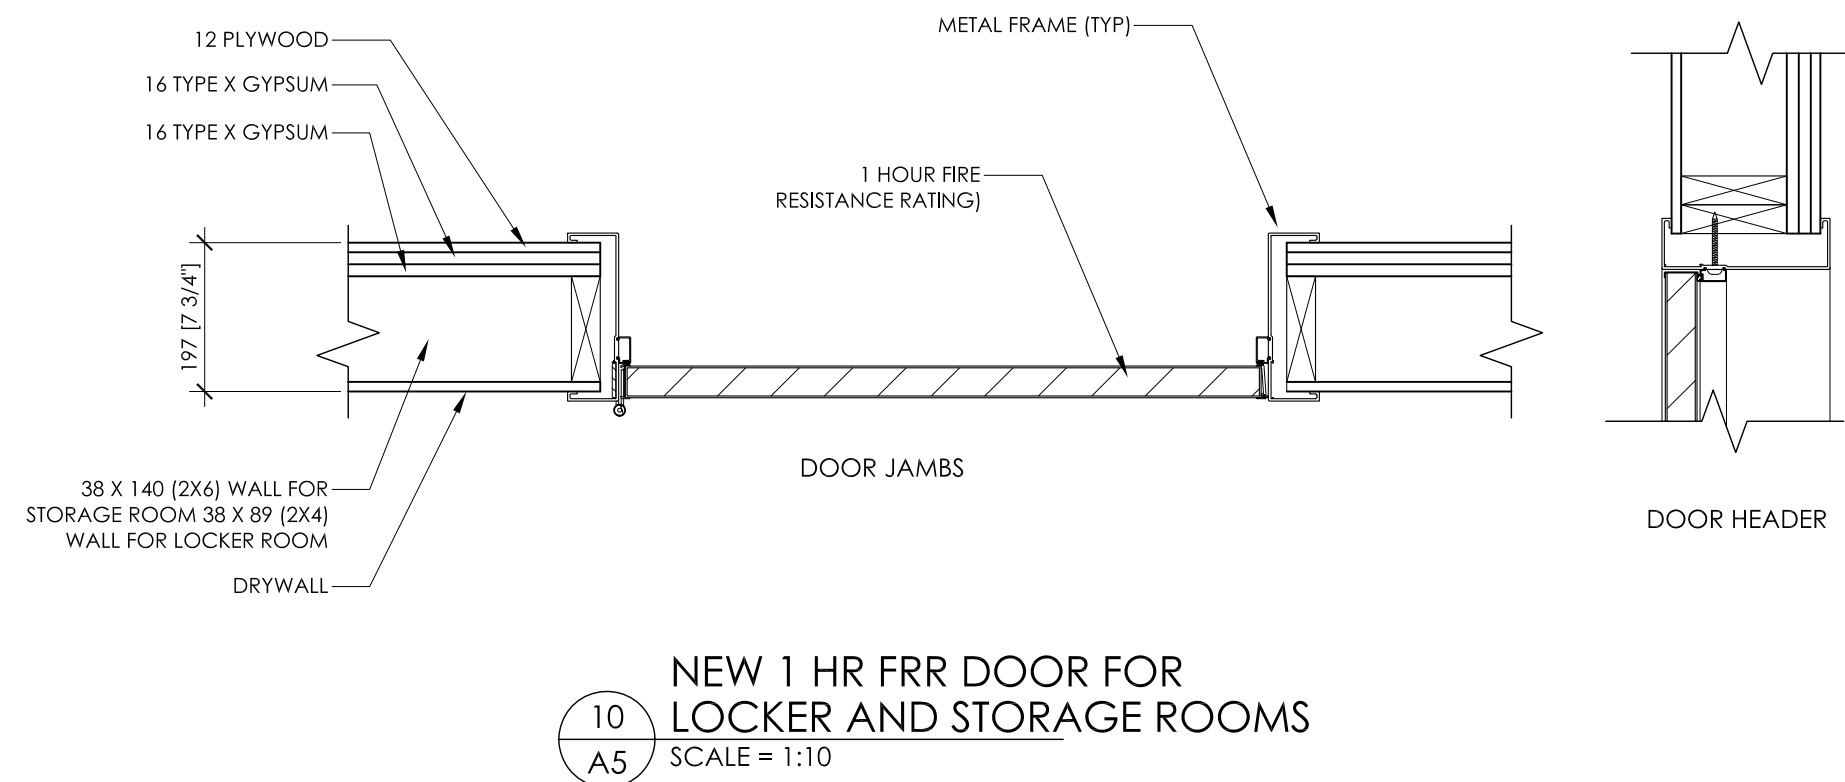 12 PLYWOOD
16 TYPE X GYPSUM
16 TYPE X GYPSUM
METAL FRAME (TYP)
1 HOUR FIRE
RESISTANCE RATING)
197 [7 3/4"]
38 X 140 (2X6) WALL FOR
STORAGE ROOM 38 X 89 (2X4)
WALL FOR LOCKER ROOM
DRYWALL
DOOR JAMBS
DOOR HEADER
NEW 1 HR FRR DOOR FOR
LOCKER AND STORAGE ROOMS
10
A5
SCALE = 1:10